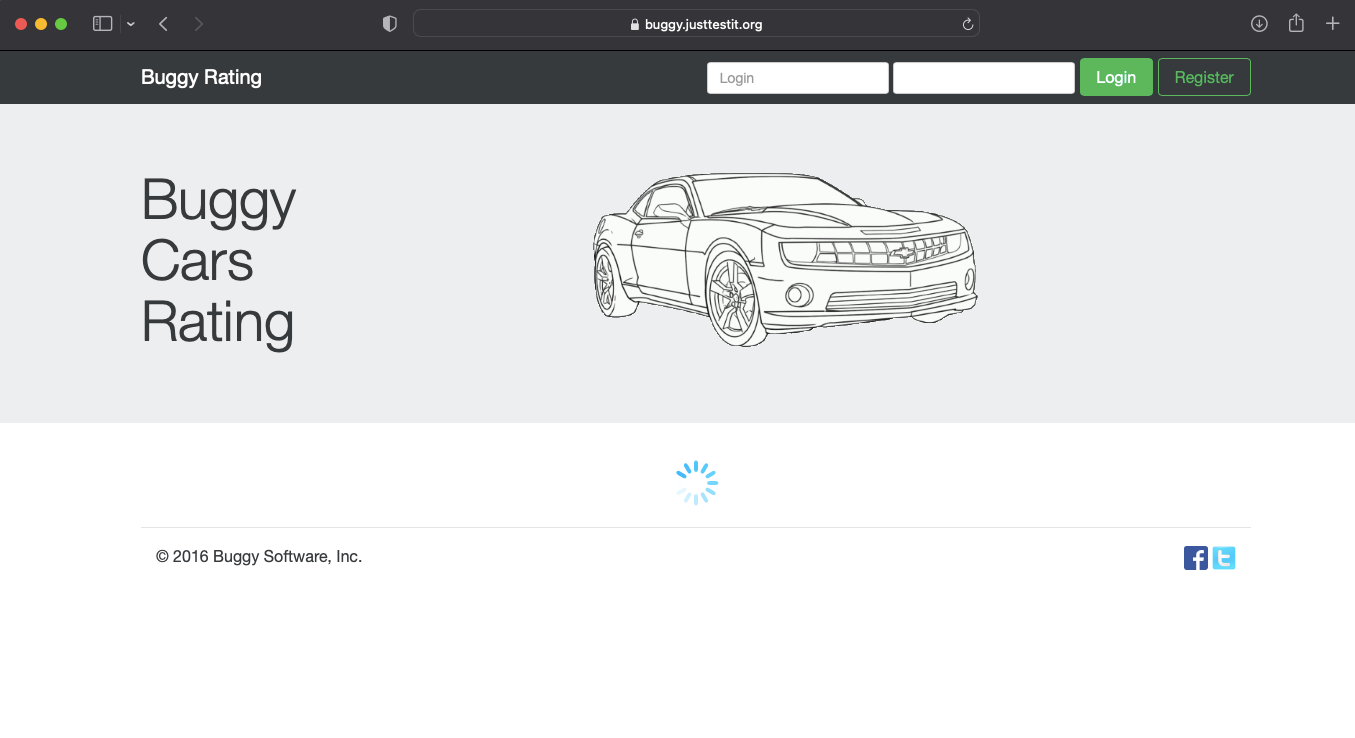 buggy.justtestit.org
Buggy Rating
Login
Login
Register
Buggy
Cars
Rating
© 2016 Buggy Software, Inc.